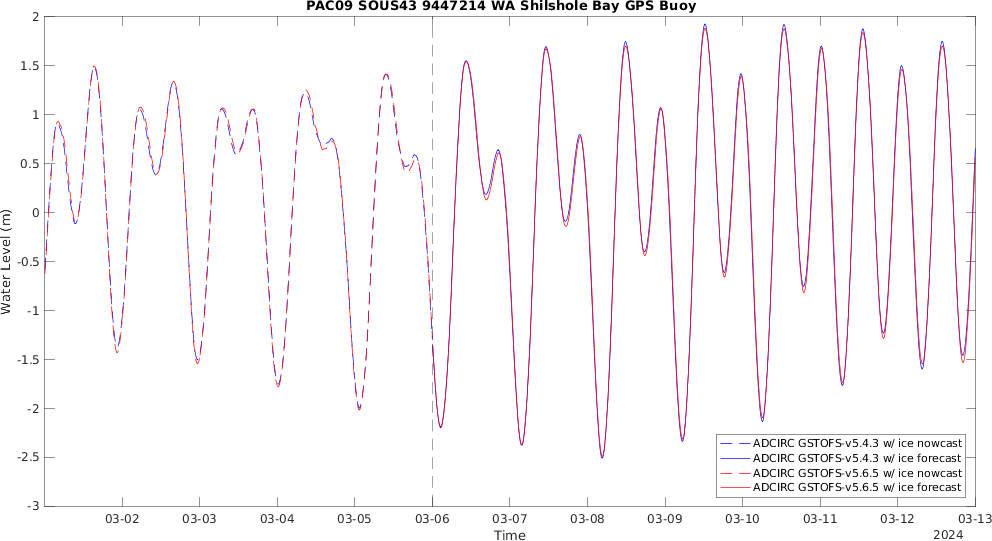 PAC09 SOUS43 9447214 WA Shilshole Bay GPS Buoy
2
1.5
1
0.5
0
-0.5
-1
-1.5
-2
-2.5
-3
Water Level (m)
ADCIRC GSTOFS-v5.4.3 w/ ice nowcast
ADCIRC GSTOFS-v5.4.3 w/ ice forecast
ADCIRC GSTOFS-v5.6.5 w/ ice nowcast
ADCIRC GSTOFS-v5.6.5 w/ ice forecast
03-02 03-03 03-04 03-05 03-06 03-07 03-08 03-09 03-10 03-11 03-12 03-13
Time
2024